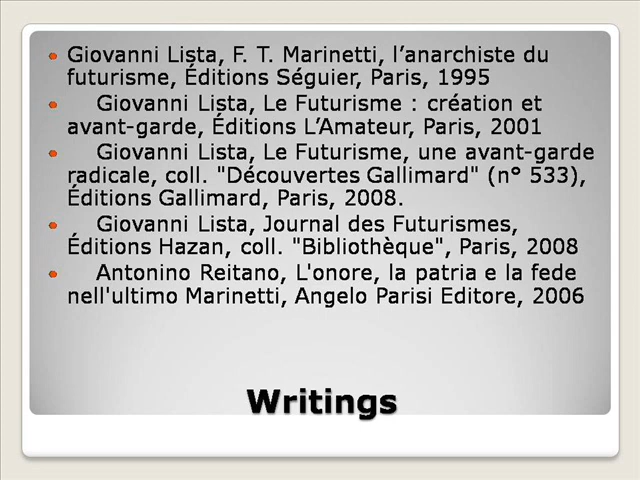 Giovanni Lista, F. T. Marinetti, l’anarchiste du
futurisme, Éditions Séguier, Paris, 1995
Giovanni Lista, Le Futurisme : création et
avant-garde, Éditions L’Amateur, Paris, 2001
Giovanni Lista, Le Futurisme, une avant-garde
radicale, coll. "Découvertes Gallimard" (n° 533),
Éditions Gallimard, Paris, 2008.
Giovanni Lista, Journal des Futurismes,
Éditions Hazan, coll. "Bibliothèque", Paris, 2008
Antonino Reitano, L'onore, la patria e la fede
nell'ultimo Marinetti, Angelo Parisi Editore, 2006
Writings